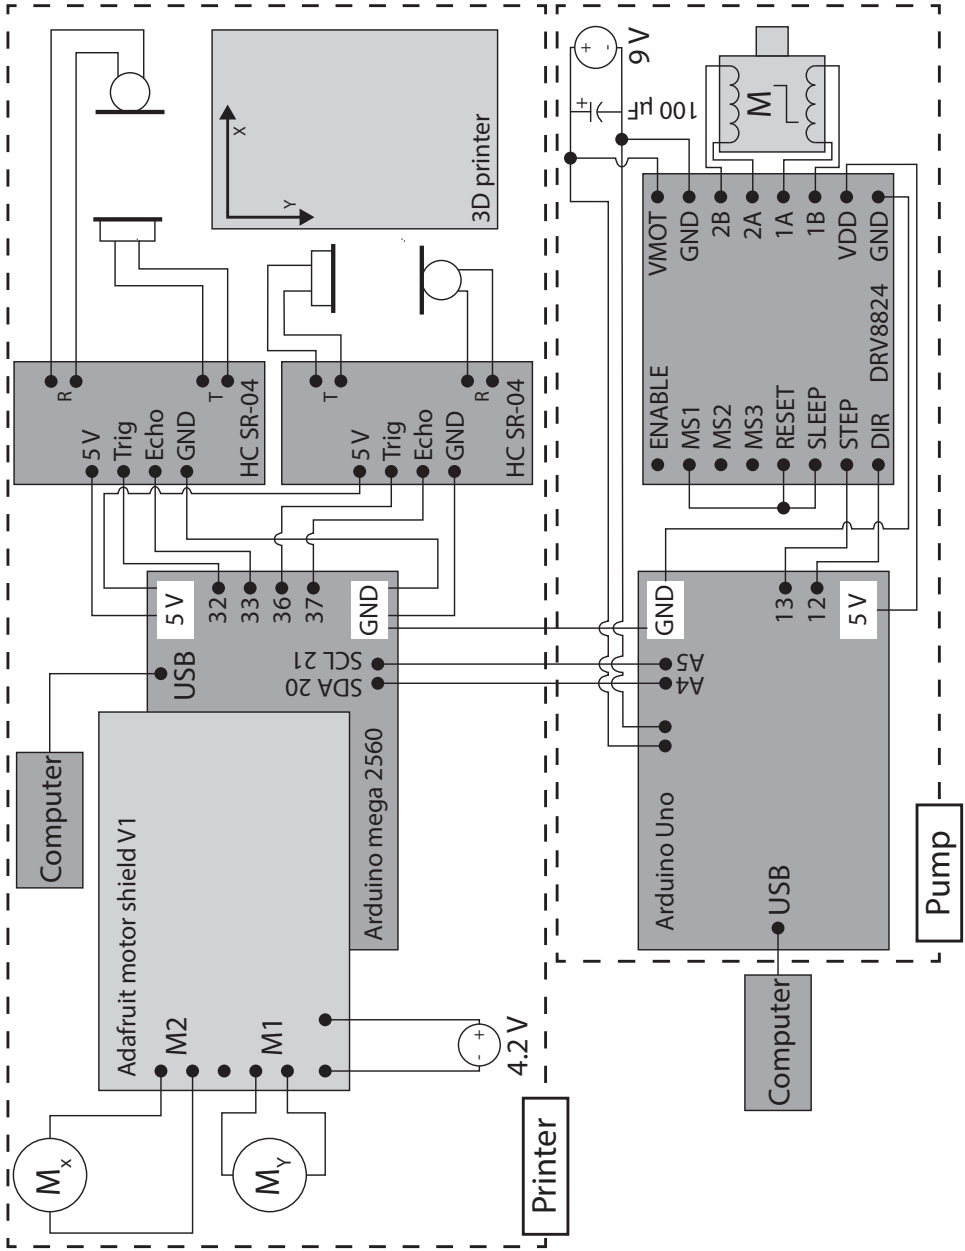 R
T
5 V
Trig
Echo
GND
HC SR-04
T
R
5 V
Trig
Echo
GND
HC SR-04
X
Y
3D printer
5 V
32
33
36
37
GND
USB
SCL 21
SDA 20
Arduino mega 2560
Computer
Adafruit motor shield V1
M2
M1
Mx
MY
- +
4.2 V
Printer
+ -
9 V
+
100 µF
M
VMOT
GND
2B
2A
1A
1B
VDD
GND
DRV8824
ENABLE
MS1
MS2
MS3
RESET
SLEEP
STEP
DIR
GND
13
12
5 V
A5
A4
Arduino Uno
USB
Computer
Pump